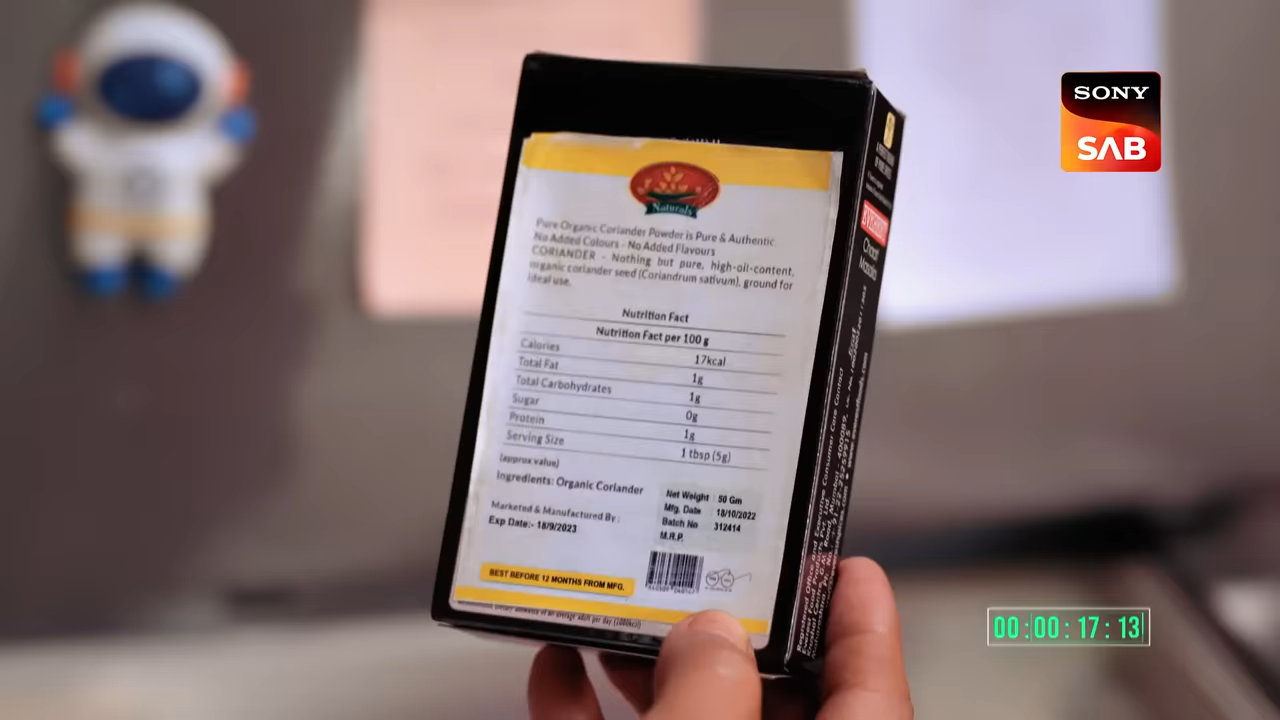 SONY
SAB
Naturals
Pure Organic Coriander Powder is Pure & Authentic.
No Added Colours - No Added Flavours
CORIANDER - Nothing but pure, high-oil-content,
organic coriander seed (Coriandrum sativum), ground for
ideal use.
Nutrition Fact
Nutrition Fact per 100 g
Calories 17kcal
Total Fat 1g
Total Carbohydrates 1g
Sugar 0g
Protein 1g
Serving Size 1 tbsp (5g)
(approx value)
Ingredients: Organic Coriander
Marketed & Manufactured By :
Exp Date:- 18/9/2023
Net Weight 50 Gm
Mfg. Date 18/10/2022
Batch No 312414
M.R.P.
BEST BEFORE 12 MONTHS FROM MFG.
Chaat
Masala
00:00:17:13